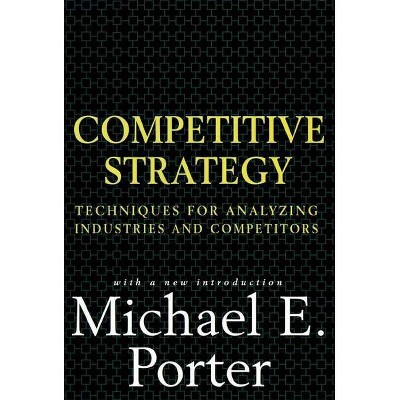 COMPETITIVE
STRATEGY
TECHNIQUES FOR ANALYZING
INDUSTRIES AND COMPETITORS
with a new introduction
Michael E.
Porter